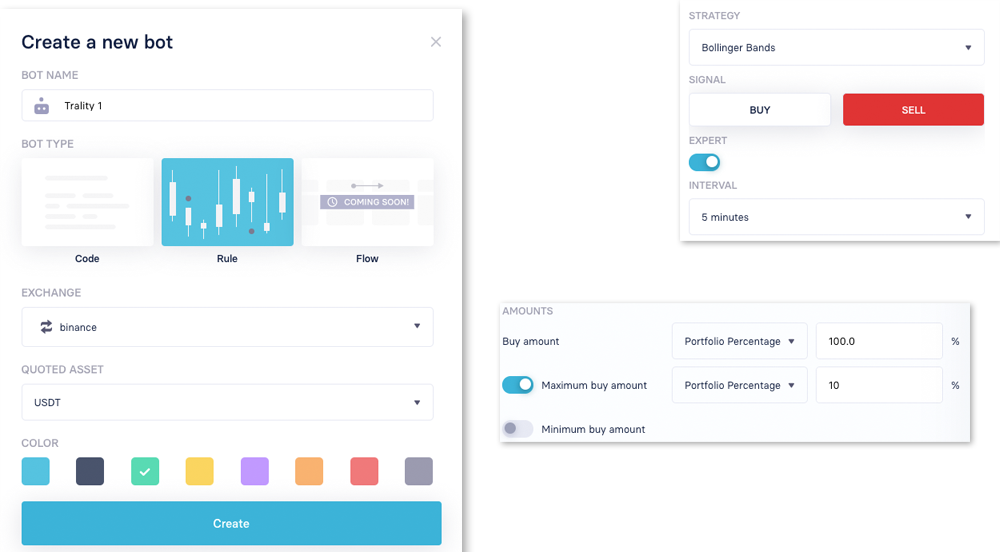 Create a new bot
BOT NAME
Trality 1
BOT TYPE
COMING SOON!
Code Rule Flow
EXCHANGE
binance
QUOTED ASSET
USDT
COLOR
Create
STRATEGY
Bollinger Bands
SIGNAL
BUY SELL
EXPERT
INTERVAL
5 minutes
AMOUNTS
Buy amount Portfolio Percentage 100.0 %
Maximum buy amount Portfolio Percentage 10 %
Minimum buy amount